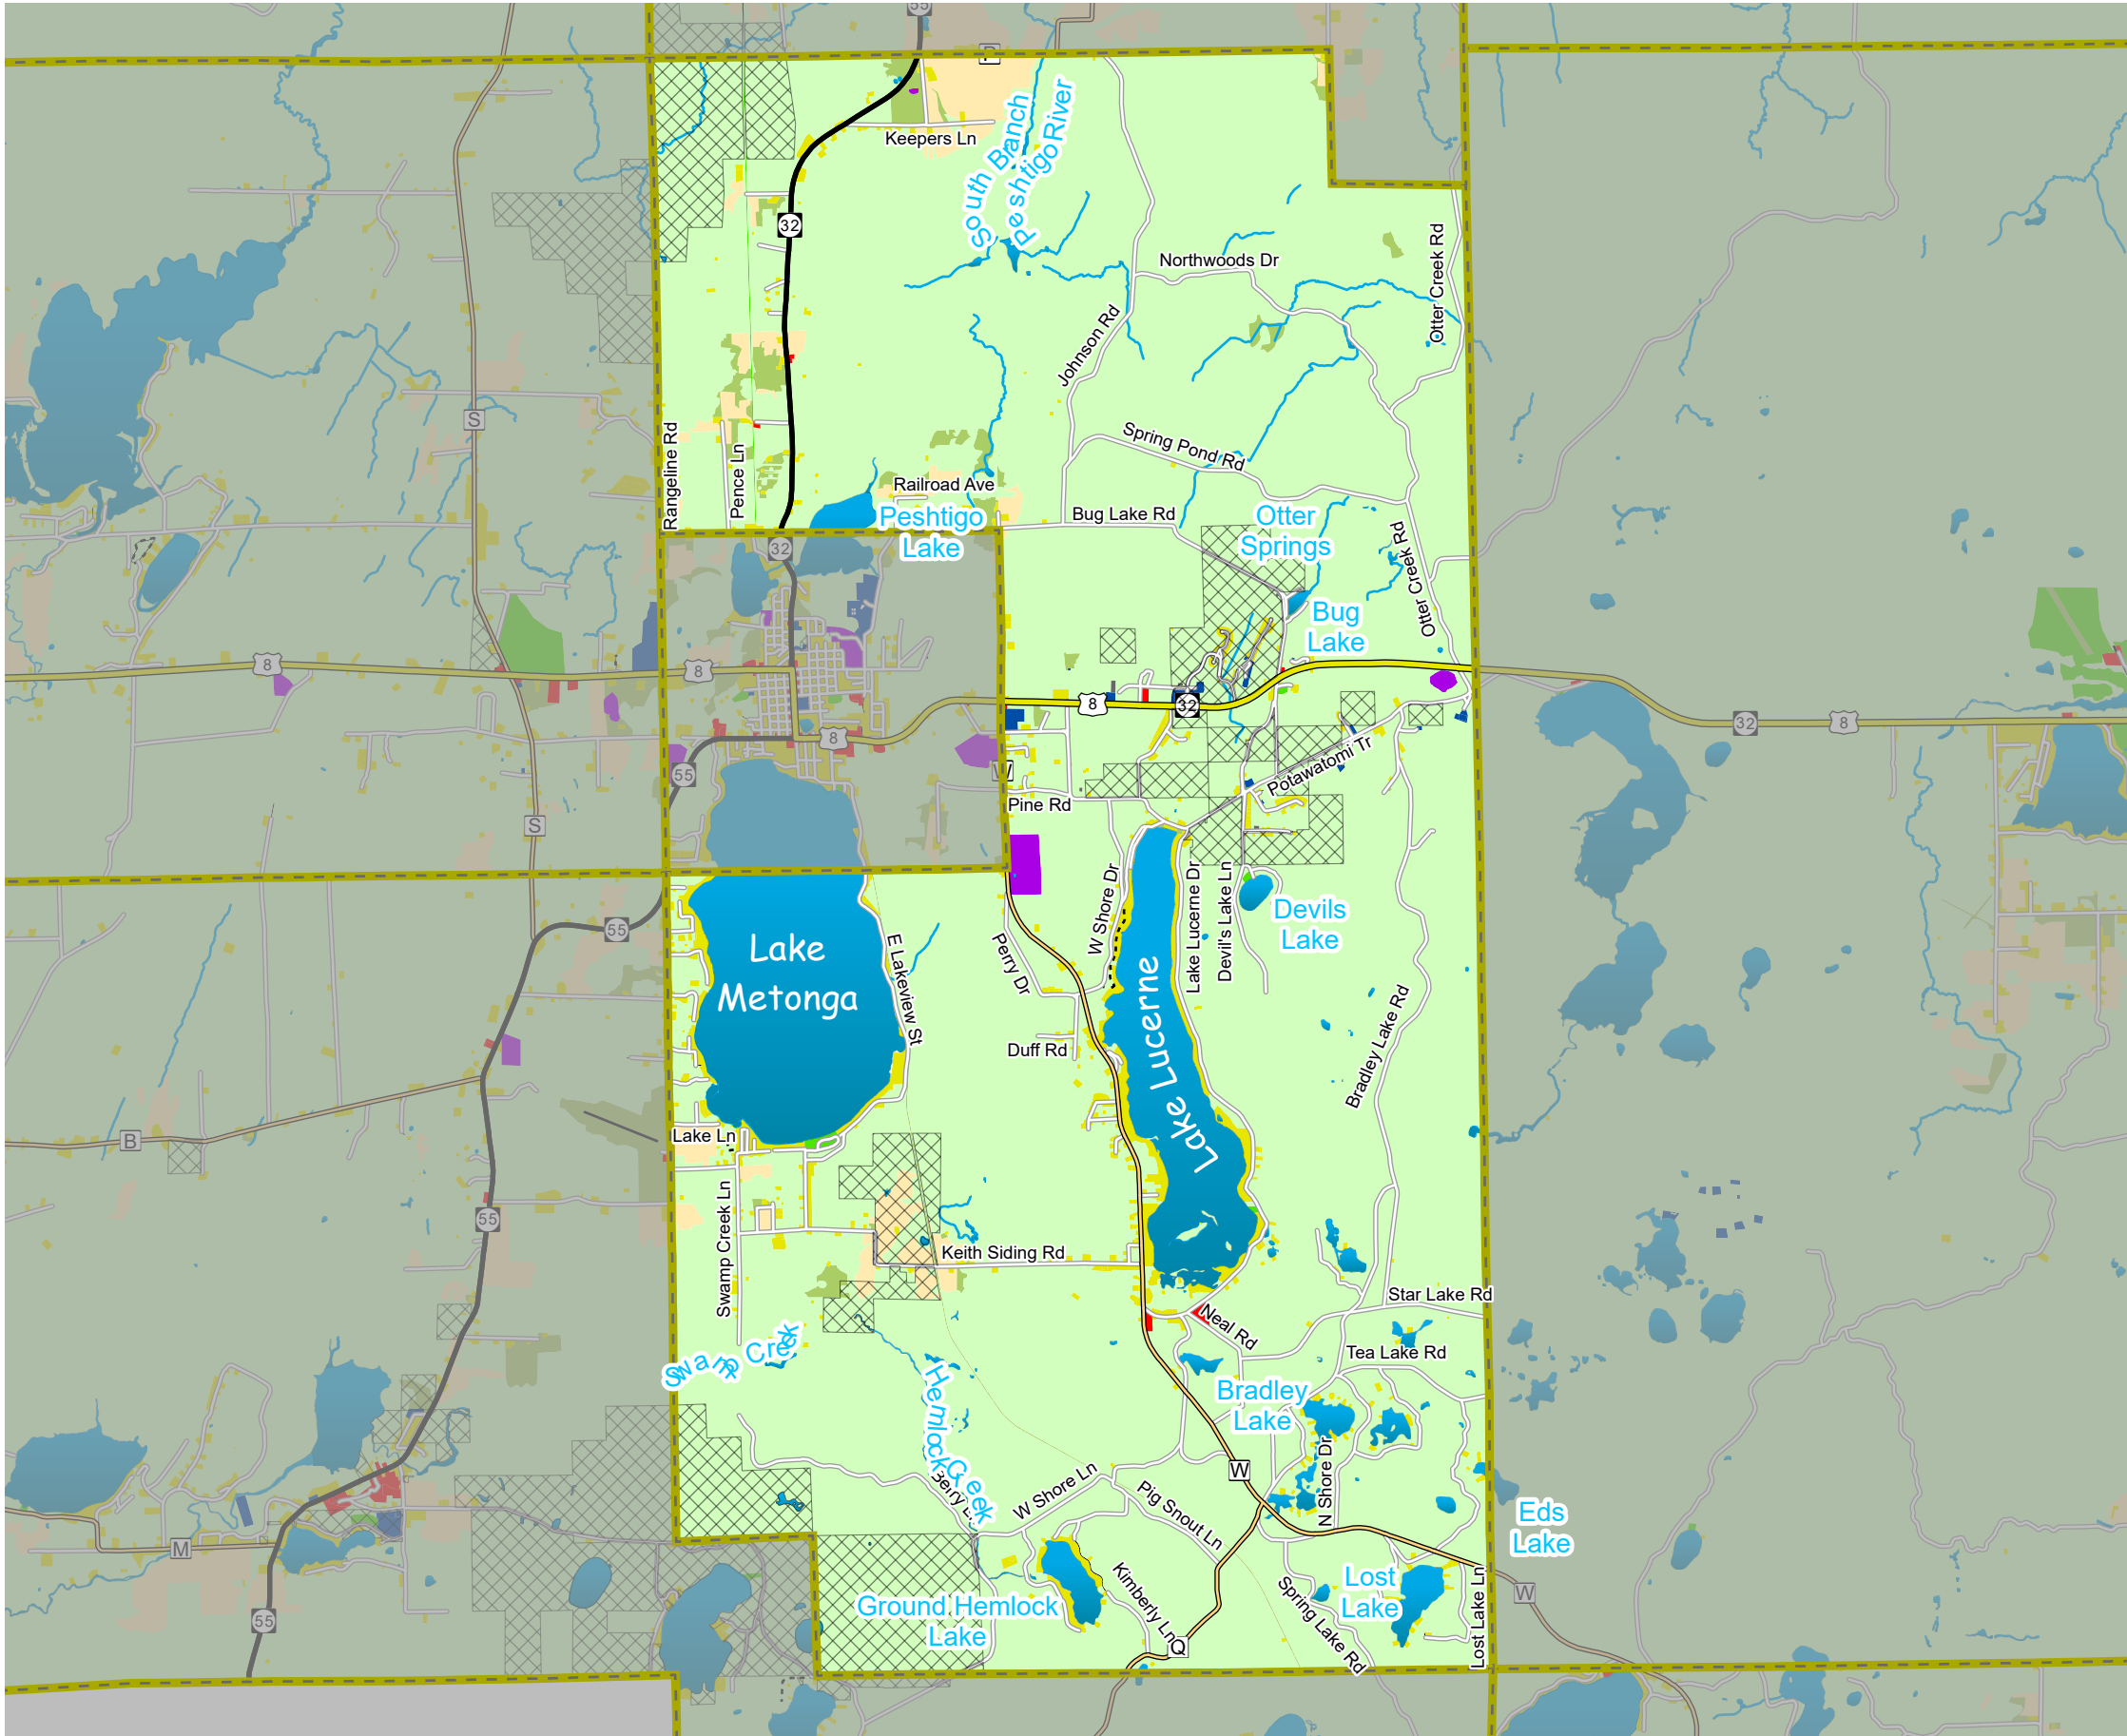 55
P
Keepers Ln
South Branch
Peshtigo River
32
Northwoods Dr
Otter Creek Rd
Johnson Rd
S
Spring Pond Rd
Rangeline Rd
Pence Ln
Railroad Ave
Peshtigo
Lake
Bug Lake Rd
Otter
Springs
Otter Creek Rd
32
Bug
Lake
8
8
8
32
8
32
8
55
W
Potawatomi Tr
Pine Rd
S
W Shore Dr
Lake Lucerne Dr
Devil's Lake Ln
Devils
Lake
55
Lake
Metonga
E Lakeview St
Perry Dr
Lake Lucerne
Duff Rd
Bradley Lake Rd
B
Lake Ln
55
Swamp Creek Ln
Keith Siding Rd
Star Lake Rd
Neal Rd
Swamp Creek
Tea Lake Rd
Hemlock Creek
Bradley
Lake
N Shore Dr
W
Berry Ln
W Shore Ln
Pig Snout Ln
Eds
Lake
M
Kimberly Ln
Lost
Lake
Spring Lake Rd
Lost Lake Ln
W
Ground Hemlock
Lake
55
Q